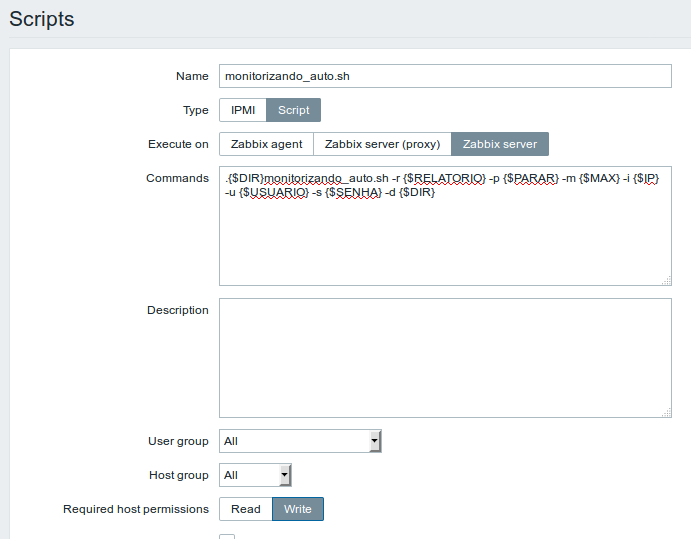 Scripts
Name monitorizando_auto.sh
Type IPMI Script
Execute on Zabbix agent Zabbix server (proxy) Zabbix server
Commands .{$DIR}monitorizando_auto.sh -r {$RELATORIO} -p {$PARAR} -m {$MAX} -i {$IP}
-u {$USUARIO} -s {$SENHA} -d {$DIR}
Description
User group All
Host group All
Required host permissions Read Write